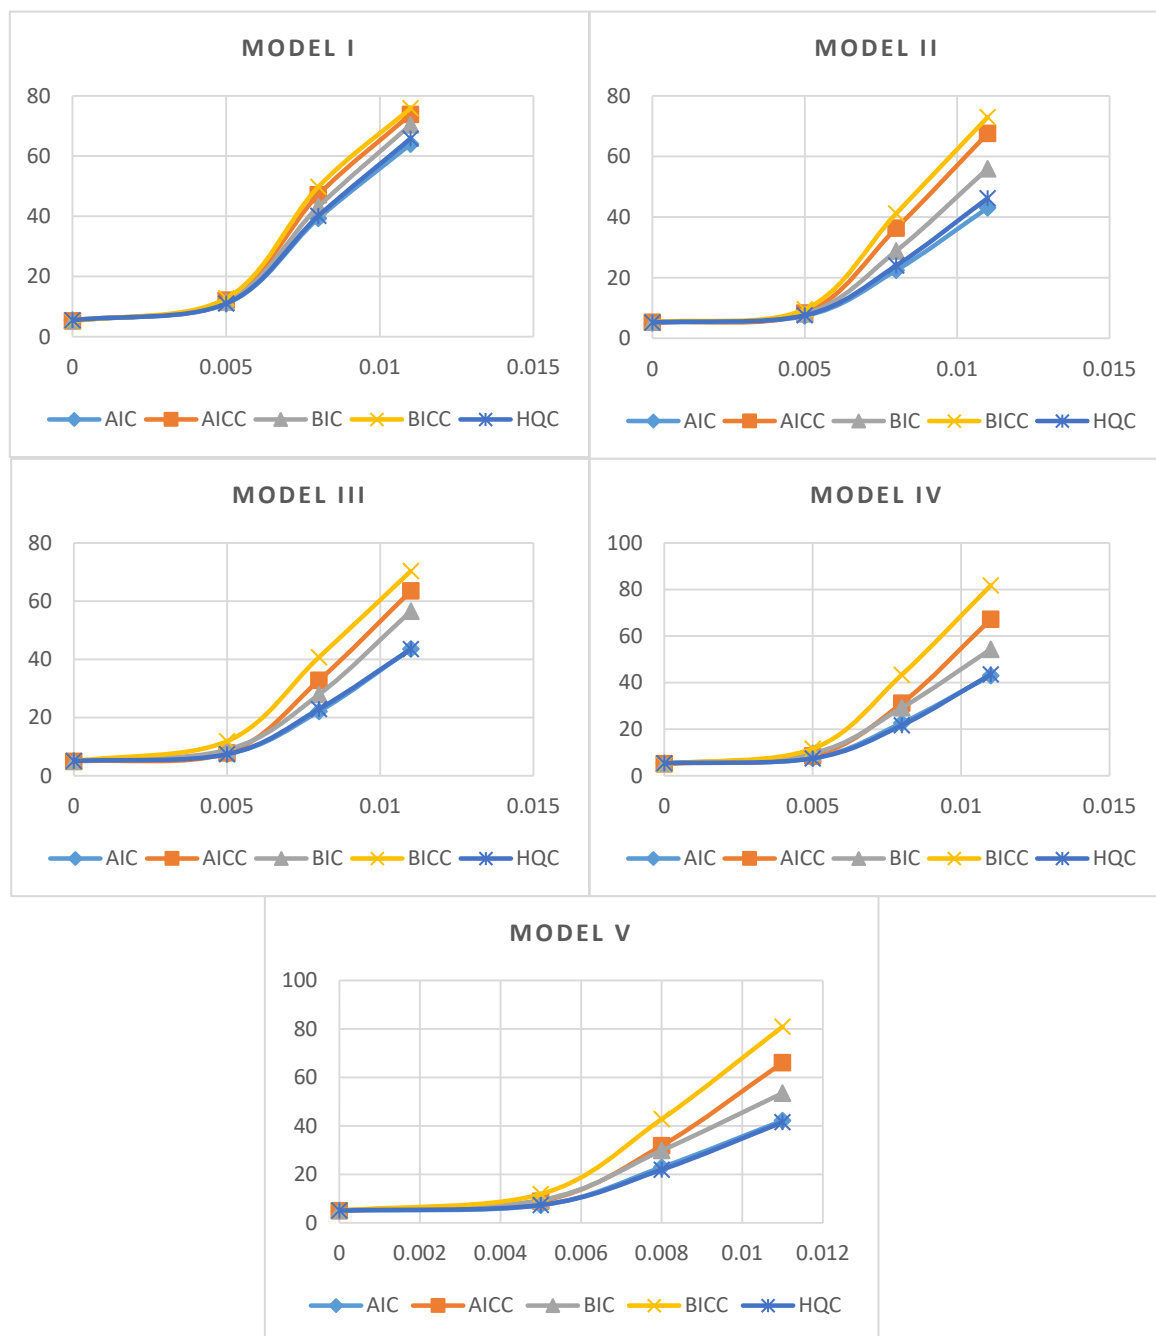 MODEL I
80
60
40
20
0
0 0.005 0.01 0.015
AIC AICC BIC BICC HQC
MODEL II
80
60
40
20
0
0 0.005 0.01 0.015
AIC AICC BIC BICC HQC
MODEL III
80
60
40
20
0
0 0.005 0.01 0.015
AIC AICC BIC BICC HQC
MODEL IV
100
80
60
40
20
0
0 0.005 0.01 0.015
AIC AICC BIC BICC HQC
MODEL V
100
80
60
40
20
0
0 0.002 0.004 0.006 0.008 0.01 0.012
AIC AICC BIC BICC HQC